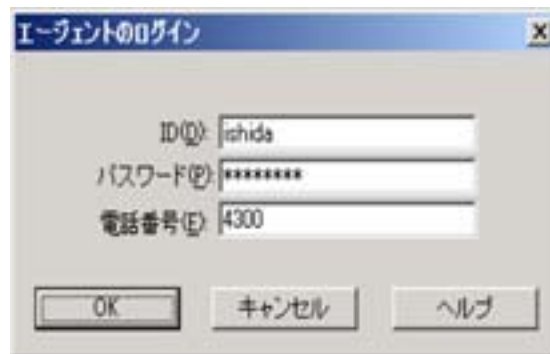 エージェントのログイン
ID(D): ishida
パスワード(P): ********
電話番号(E): 4300
OK キャンセル ヘルプ